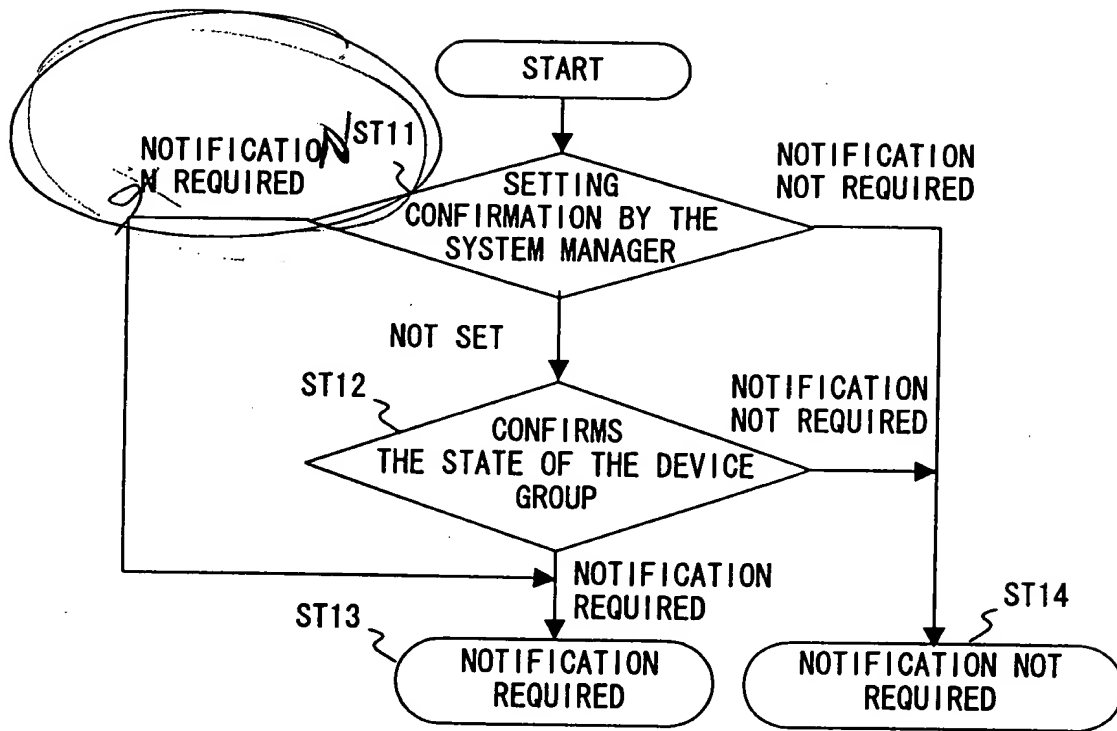 START
ST11
NOTIFICATIO N
N REQUIRED
SETTING
CONFIRMATION BY THE
SYSTEM MANAGER
NOTIFICATION
NOT REQUIRED
NOT SET
ST12
CONFIRMS
THE STATE OF THE DEVICE
GROUP
NOTIFICATION
NOT REQUIRED
NOTIFICATION
REQUIRED
ST13
NOTIFICATION
REQUIRED
ST14
NOTIFICATION NOT
REQUIRED